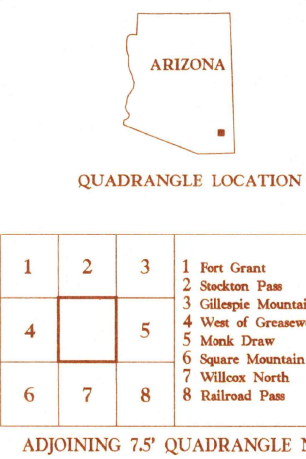 ARIZONA
QUADRANGLE LOCATION
1 2 3
4 5
6 7 8
1 Fort Grant
2 Stockton Pass
3 Gillespie Mountai
4 West of Greasew
5 Monk Draw
6 Square Mountain
7 Willcox North
8 Railroad Pass
ADJOINING 7.5' QUADRANGLE N